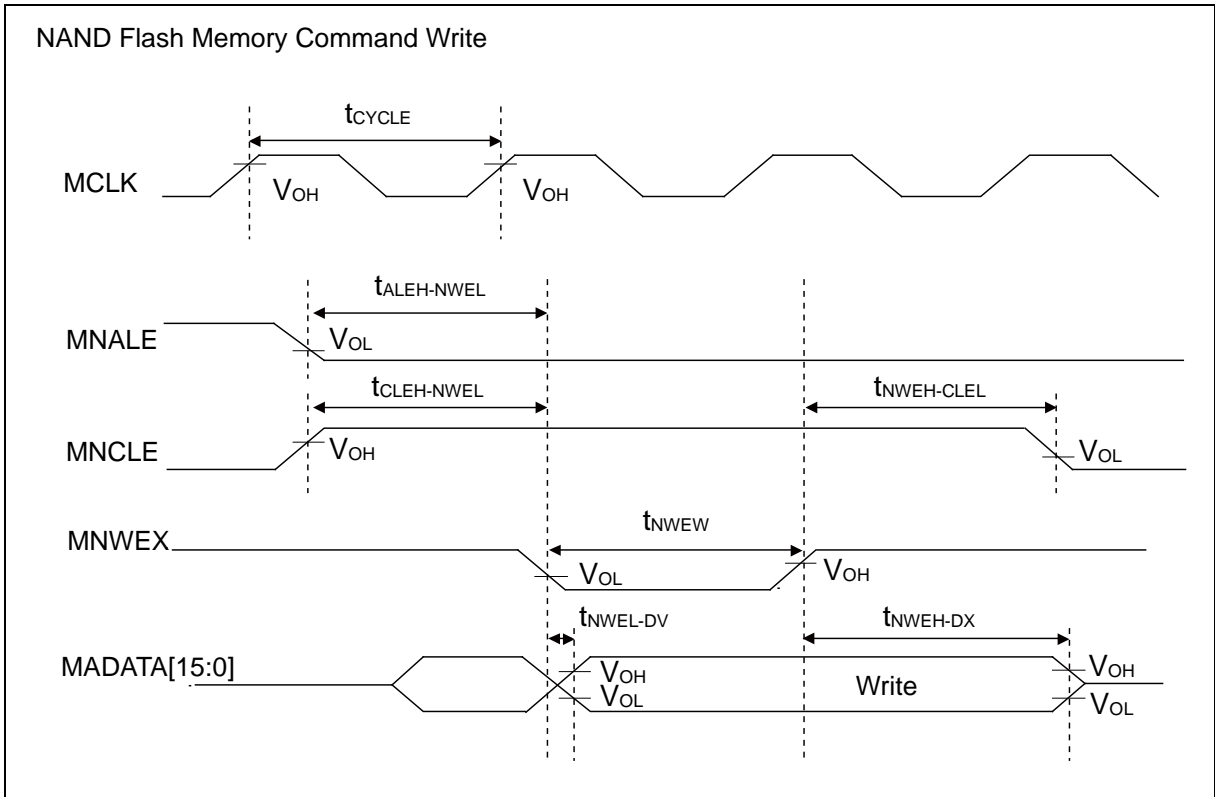 NAND Flash Memory Command Write
tCYCLE
MCLK
VOH
VOH
tALEH-NWEL
MNALE
VOL
tCLEH-NWEL
tNWEH-CLEL
MNCLE
VOH
VOL
tNWEW
MNWEX
VOL
VOH
tNWEL-DV
tNWEH-DX
MADATA[15:0]
VOH
VOL
Write
VOH
VOL